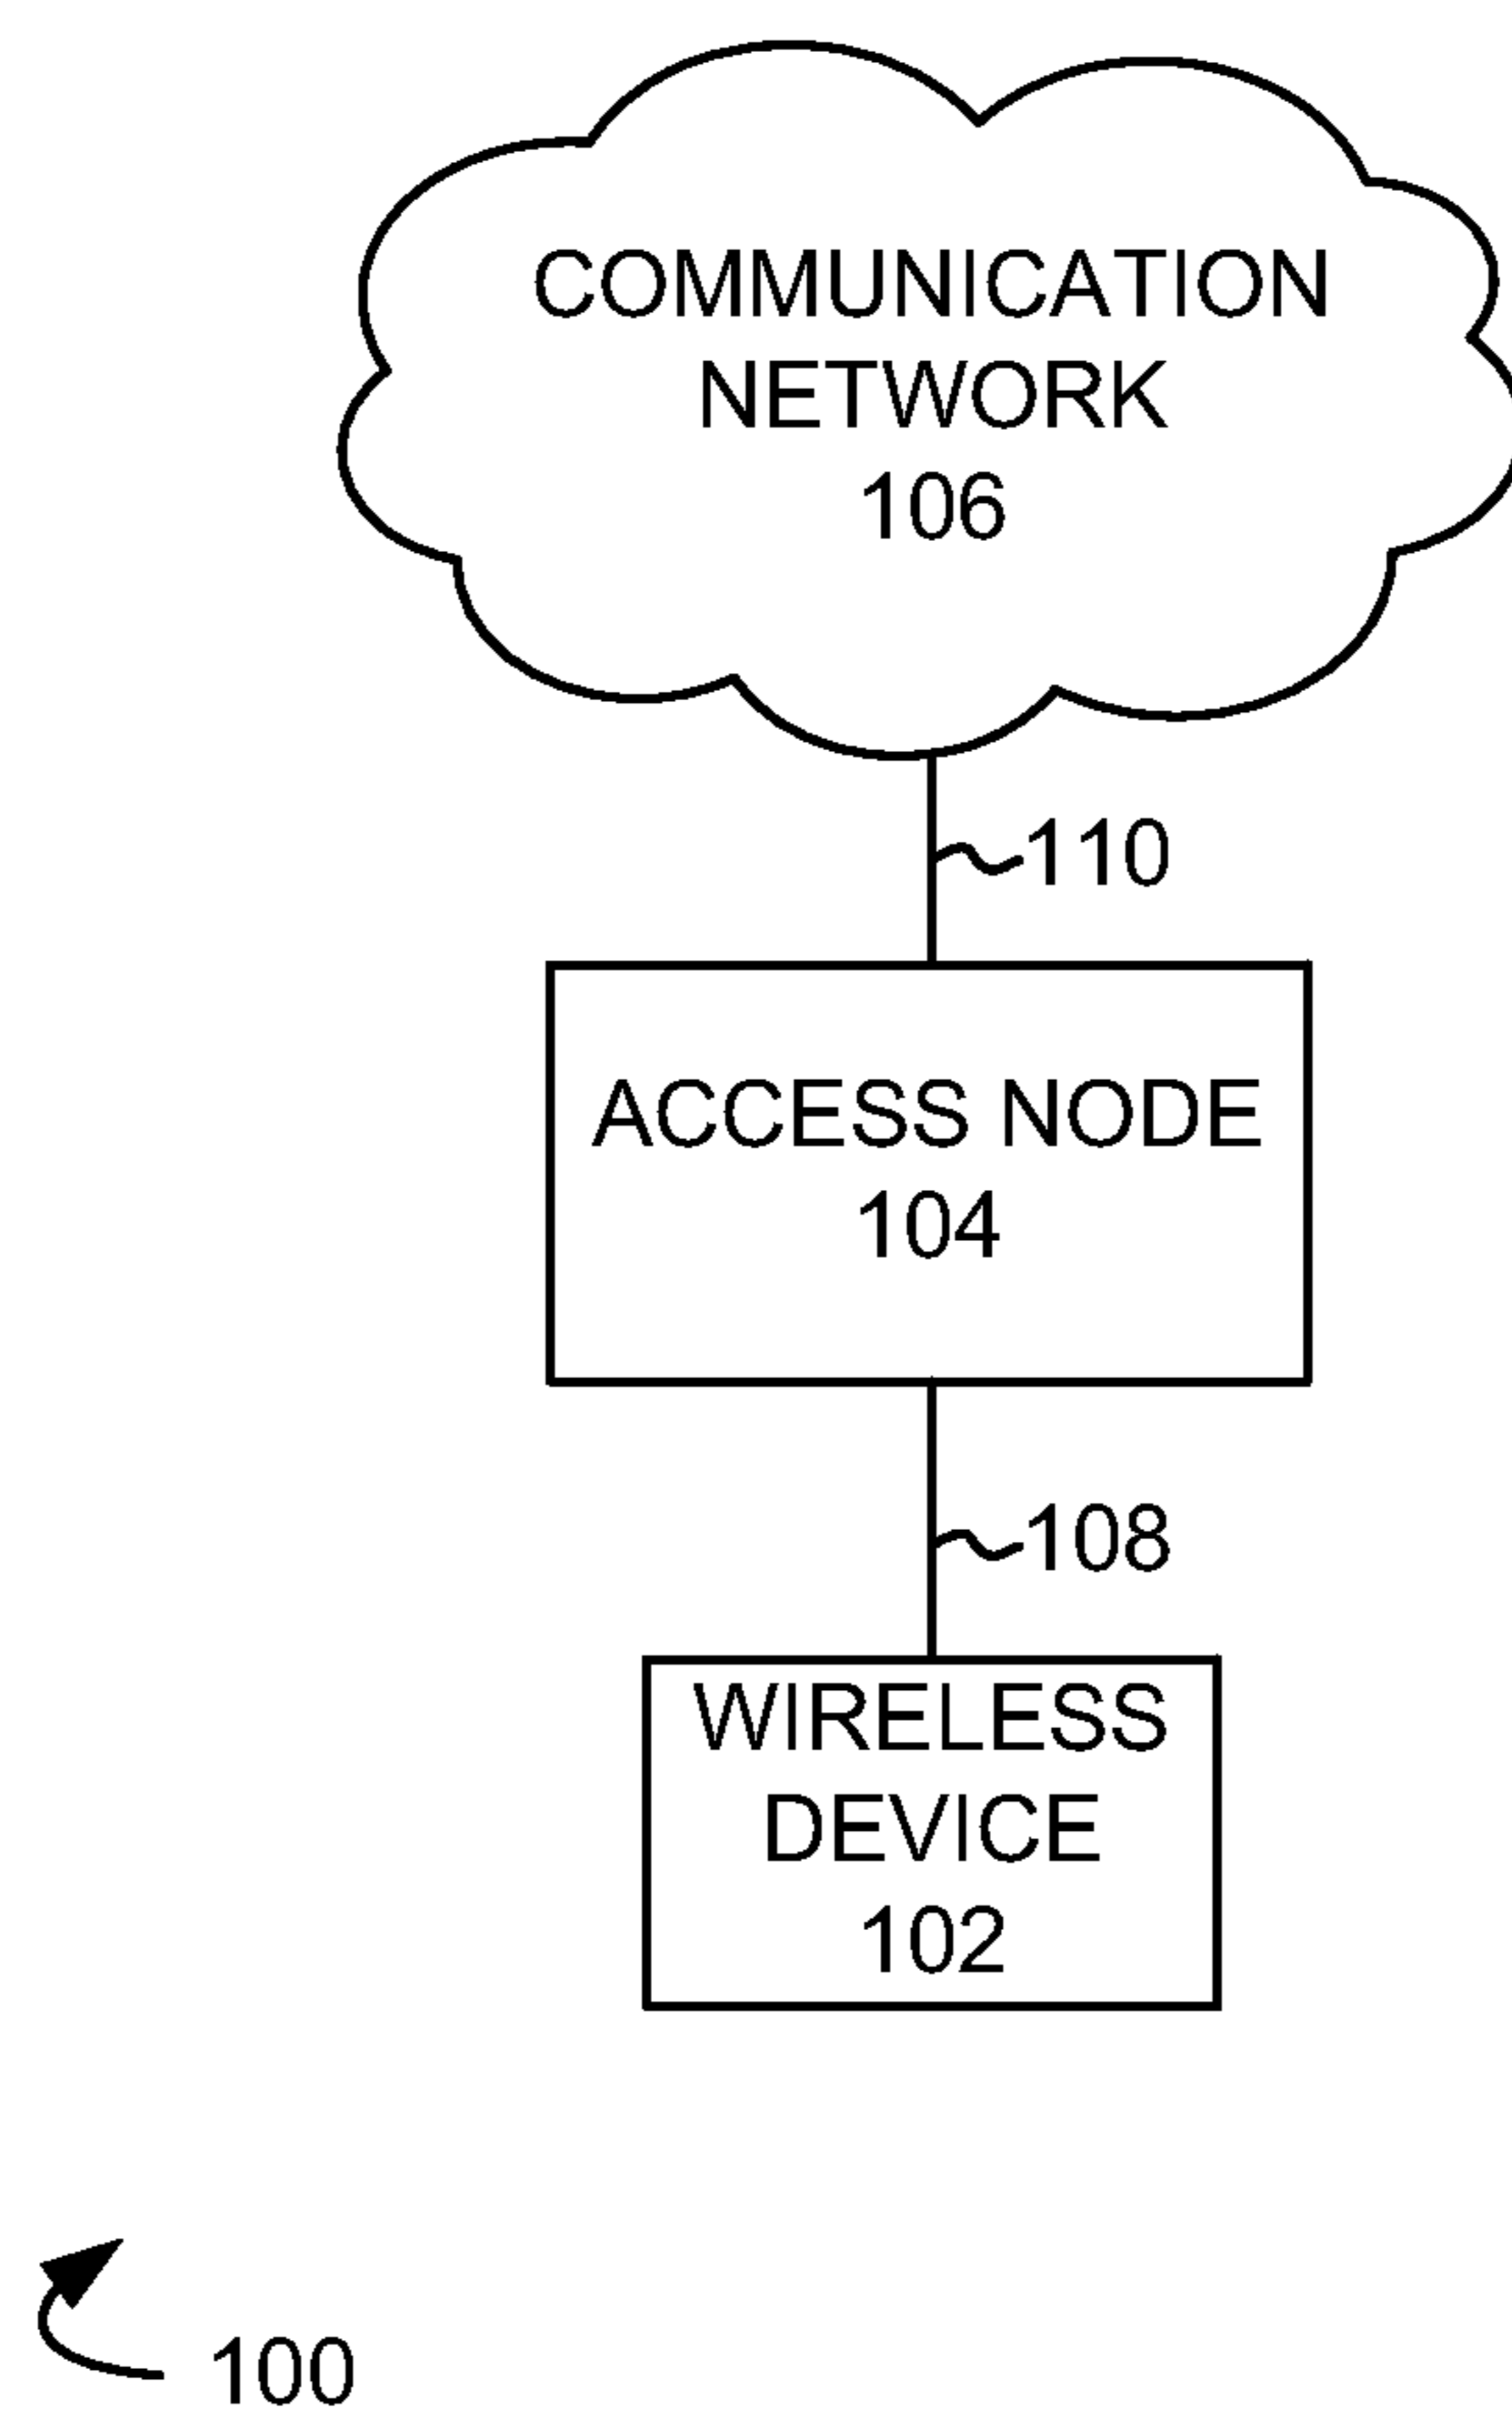 COMMUNICATION
NETWORK
106
110
ACCESS NODE
104
108
WIRELESS
DEVICE
102
100